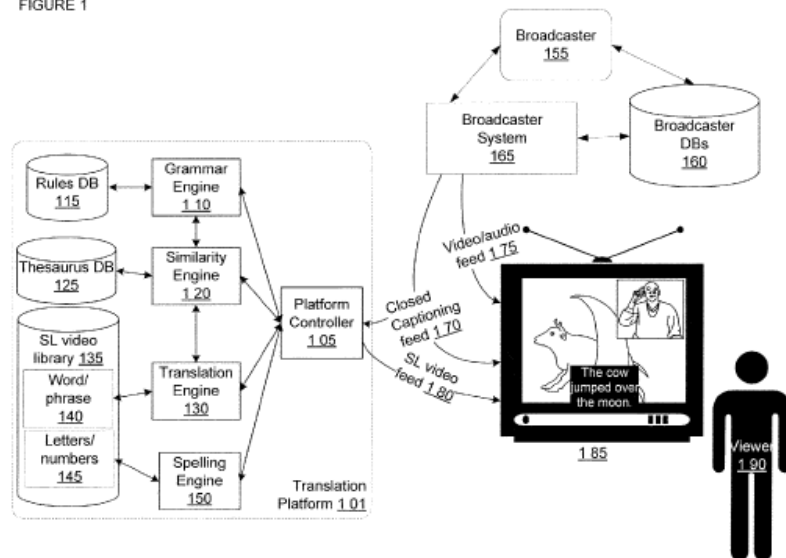 FIGURE 1
Broadcaster
155
Broadcaster
System
165
Broadcaster
DBs
160
Rules DB
115
Grammar
Engine
110
Thesaurus DB
125
Similarity
Engine
120
Platform
Controller
105
SL video
library 135
Word/
phrase
140
Letters/
numbers
145
Translation
Engine
130
Spelling
Engine
150
Translation
Platform 101
Video/audio
feed 175
Closed
Captioning
feed 170
SL video
feed 180
The cow
jumped over
the moon.
185
Viewer
190